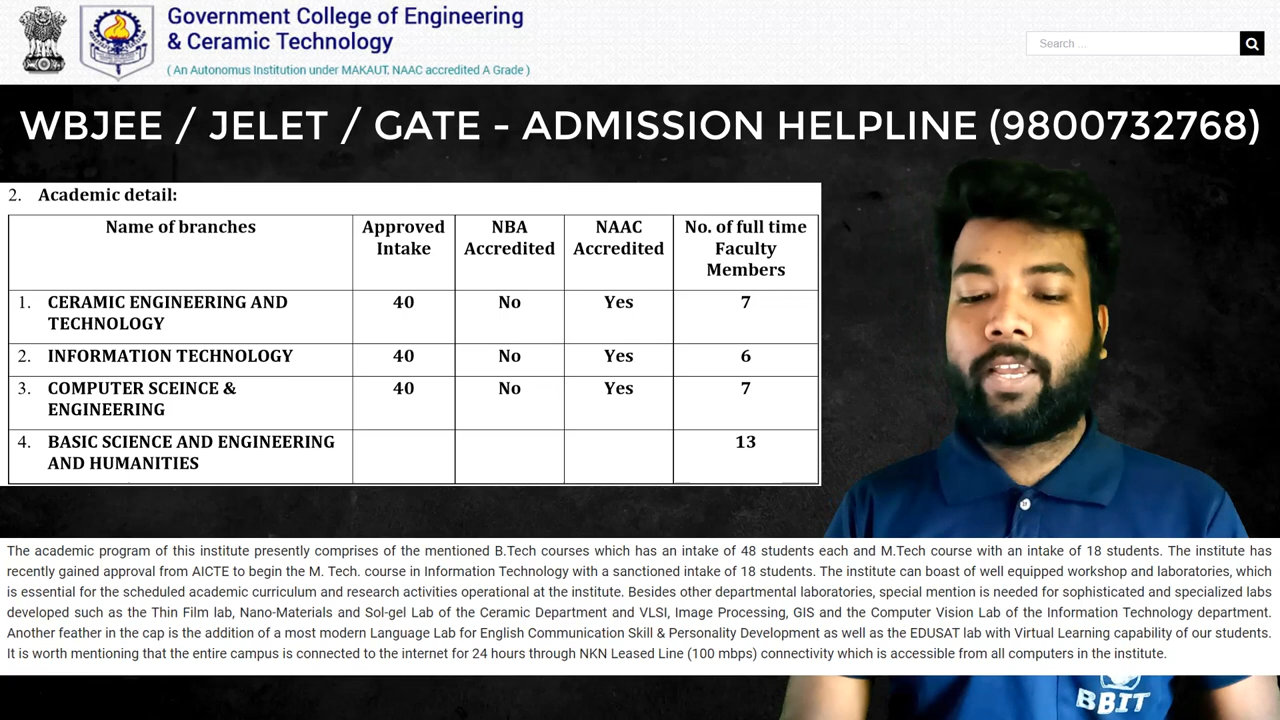 Government College of Engineering
& Ceramic Technology
( An Autonomus Institution under MAKAUT, NAAC accredited A Grade )
Search ...
WBJEE / JELET / GATE - ADMISSION HELPLINE (9800732768)
2. Academic detail:
Name of branches
Approved Intake
NBA Accredited
NAAC Accredited
No. of full time Faculty Members
1. CERAMIC ENGINEERING AND TECHNOLOGY 40 No Yes 7
2. INFORMATION TECHNOLOGY 40 No Yes 6
3. COMPUTER SCEINCE & ENGINEERING 40 No Yes 7
4. BASIC SCIENCE AND ENGINEERING AND HUMANITIES 13
The academic program of this institute presently comprises of the mentioned B.Tech courses which has an intake of 48 students each and M.Tech course with an intake of 18 students. The institute has
recently gained approval from AICTE to begin the M. Tech. course in Information Technology with a sanctioned intake of 18 students. The institute can boast of well equipped workshop and laboratories, which
is essential for the scheduled academic curriculum and research activities operational at the institute. Besides other departmental laboratories, special mention is needed for sophisticated and specialized labs
developed such as the Thin Film lab, Nano-Materials and Sol-gel Lab of the Ceramic Department and VLSI, Image Processing, GIS and the Computer Vision Lab of the Information Technology department.
Another feather in the cap is the addition of a most modern Language Lab for English Communication Skill & Personality Development as well as the EDUSAT lab with Virtual Learning capability of our students.
It is worth mentioning that the entire campus is connected to the internet for 24 hours through NKN Leased Line (100 mbps) connectivity which is accessible from all computers in the institute.
BBIT